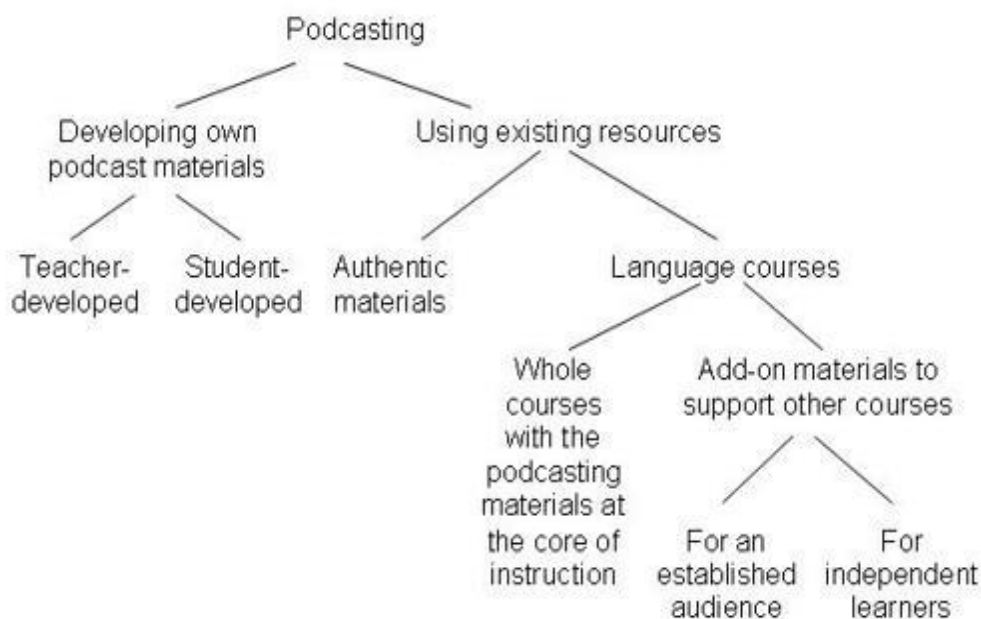 Podcasting
Developing own
podcast materials
Using existing resources
Teacher-
developed
Student-
developed
Authentic
materials
Language courses
Whole
courses
with the
podcasting
materials at
the core of
instruction
Add-on materials to
support other courses
For an
established
audience
For
independent
learners